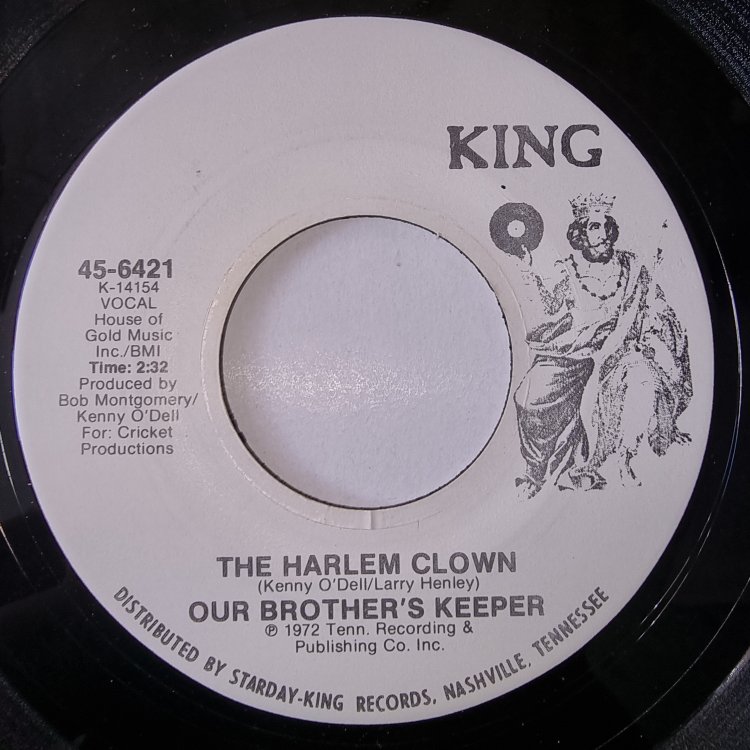 KING
45-6421
K-14154
VOCAL
House of
Gold Music
Inc./BMI
Time: 2:32
Produced by
Bob Montgomery/
Kenny O'Dell
For: Cricket
Productions
THE HARLEM CLOWN
(Kenny O'Dell/Larry Henley)
OUR BROTHER'S KEEPER
℗ 1972 Tenn. Recording &
Publishing Co. Inc.
DISTRIBUTED BY STARDAY-KING RECORDS, NASHVILLE, TENNESSEE